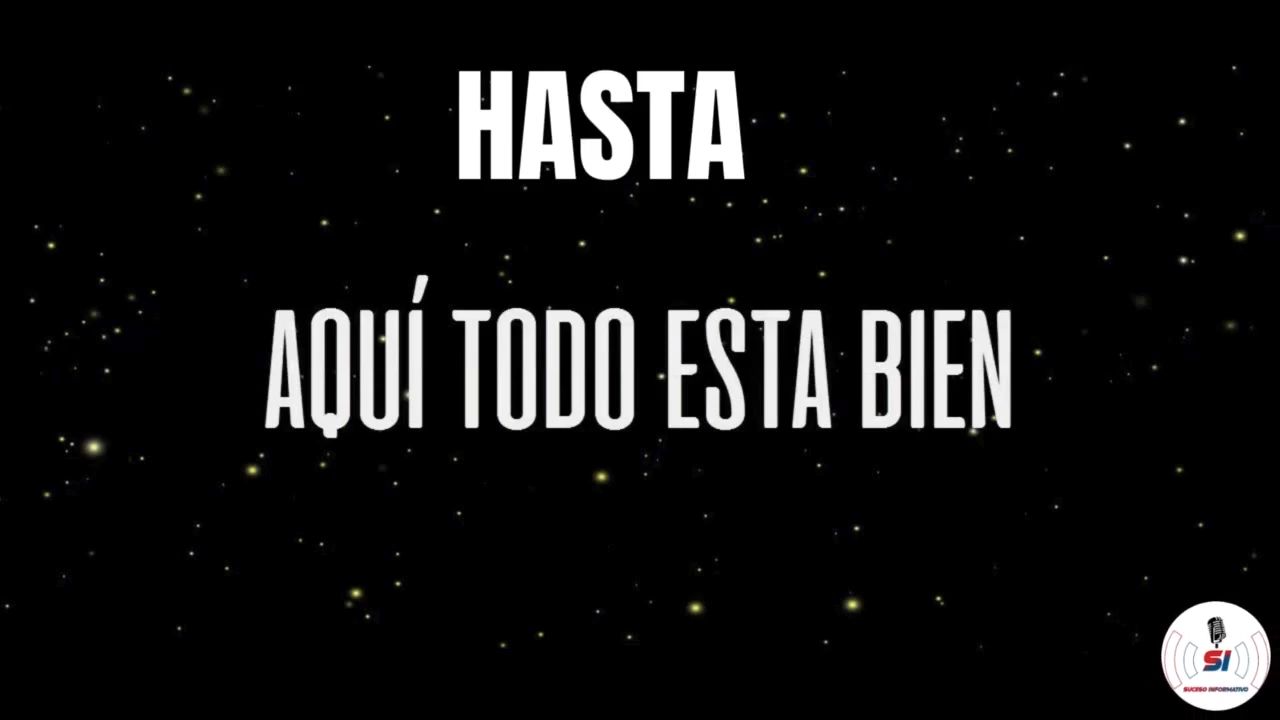 HASTA
AQUÍ TODO ESTA BIEN
SI
SUCESO INFORMATIVO